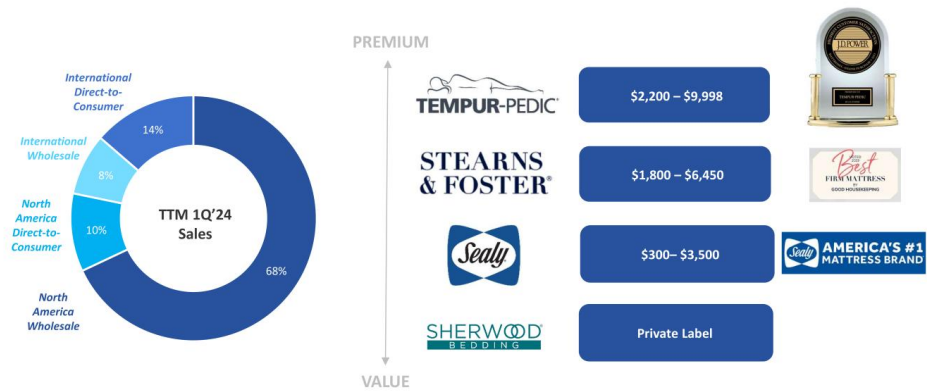 International
Direct-to-
Consumer
14%
International
Wholesale
8%
North
America
Direct-to-
Consumer
10%
TTM 1Q'24
Sales
68%
North
America
Wholesale
PREMIUM
TEMPUR-PEDIC®
$2,200 – $9,998
J.D. POWER
STEARNS
& FOSTER®
$1,800 – $6,450
Best
FIRM MATTRESS
GOOD HOUSEKEEPING
Sealy
$300– $3,500
Sealy
AMERICA'S #1
MATTRESS BRAND
SHERWOOD®
BEDDING
Private Label
VALUE